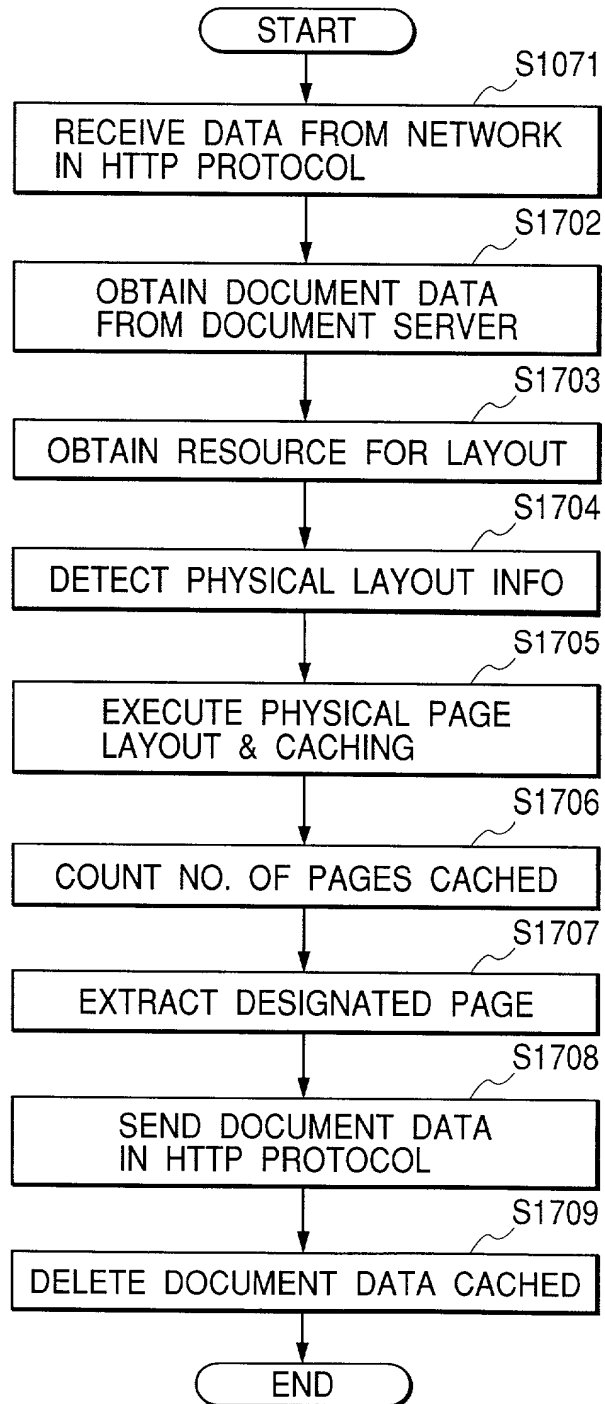 START
S1071
RECEIVE DATA FROM NETWORK
IN HTTP PROTOCOL
S1702
OBTAIN DOCUMENT DATA
FROM DOCUMENT SERVER
S1703
OBTAIN RESOURCE FOR LAYOUT
S1704
DETECT PHYSICAL LAYOUT INFO
S1705
EXECUTE PHYSICAL PAGE
LAYOUT & CACHING
S1706
COUNT NO. OF PAGES CACHED
S1707
EXTRACT DESIGNATED PAGE
S1708
SEND DOCUMENT DATA
IN HTTP PROTOCOL
S1709
DELETE DOCUMENT DATA CACHED
END